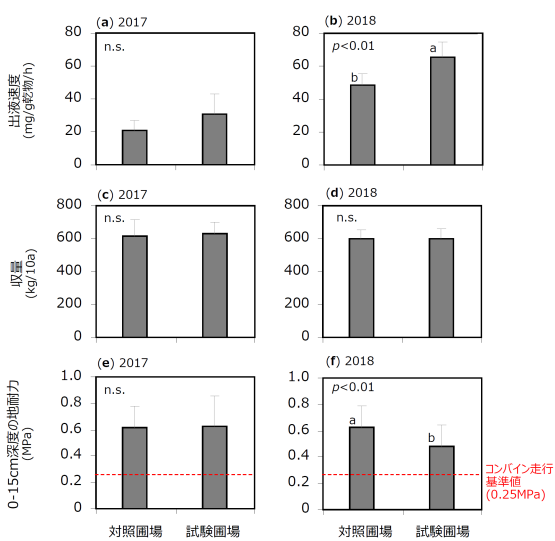 (a) 2017
出液速度
(mg/g乾物/h)
80
60
40
20
0
n.s.
(b) 2018
80
60
40
20
0
p<0.01
b
a
(c) 2017
収量
(kg/10a)
800
600
400
200
0
n.s.
(d) 2018
800
600
400
200
0
n.s.
(e) 2017
0-15cm深度の地耐力
(MPa)
1.0
0.8
0.6
0.4
0.2
0
n.s.
対照圃場 試験圃場
(f) 2018
1.0
0.8
0.6
0.4
0.2
0
p<0.01
a
b
コンバイン走行
基準値
(0.25MPa)
対照圃場 試験圃場